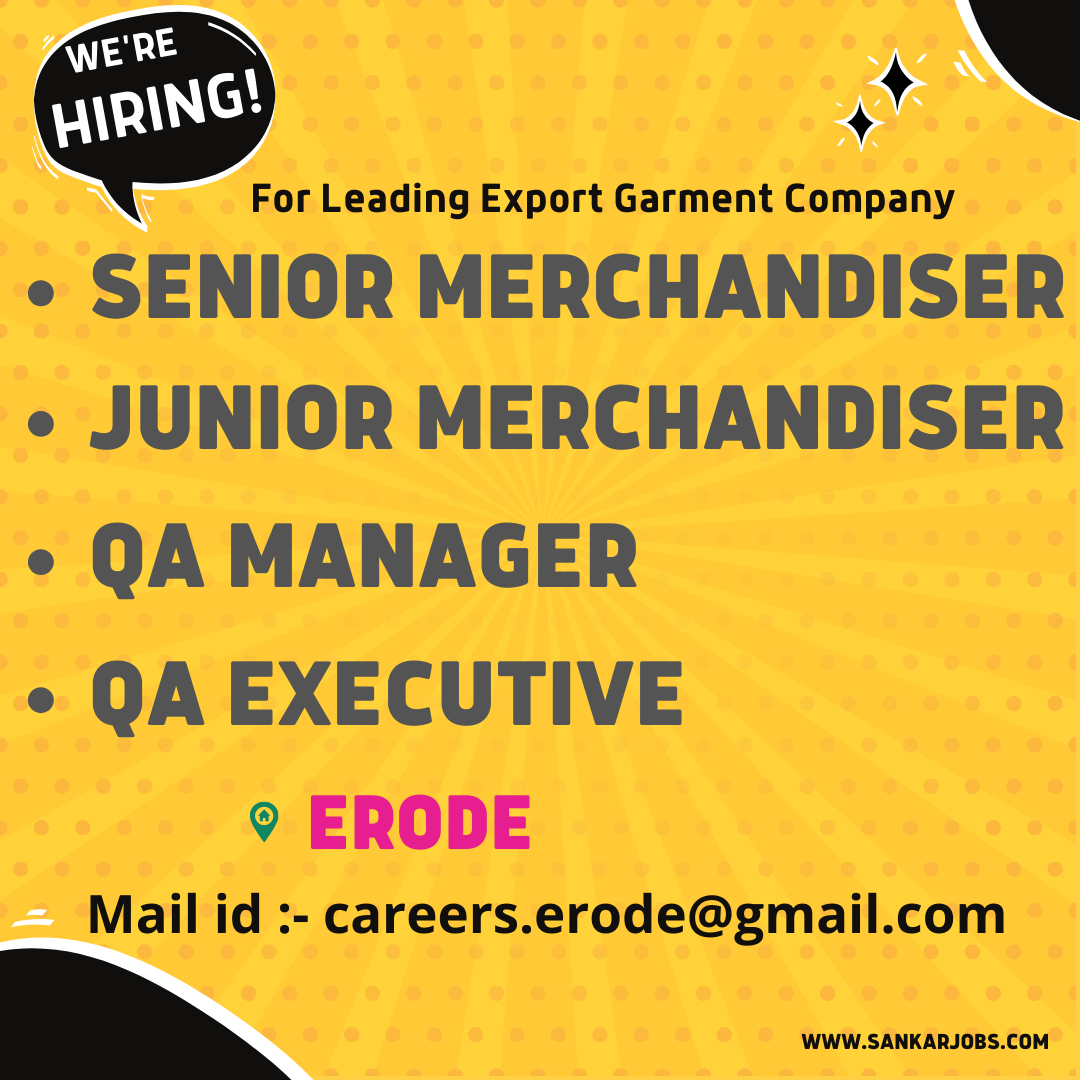 WE'RE
HIRING!
For Leading Export Garment Company
• SENIOR MERCHANDISER
• JUNIOR MERCHANDISER
• QA MANAGER
• QA EXECUTIVE
ERODE
Mail id :- careers.erode@gmail.com
WWW.SANKARJOBS.COM